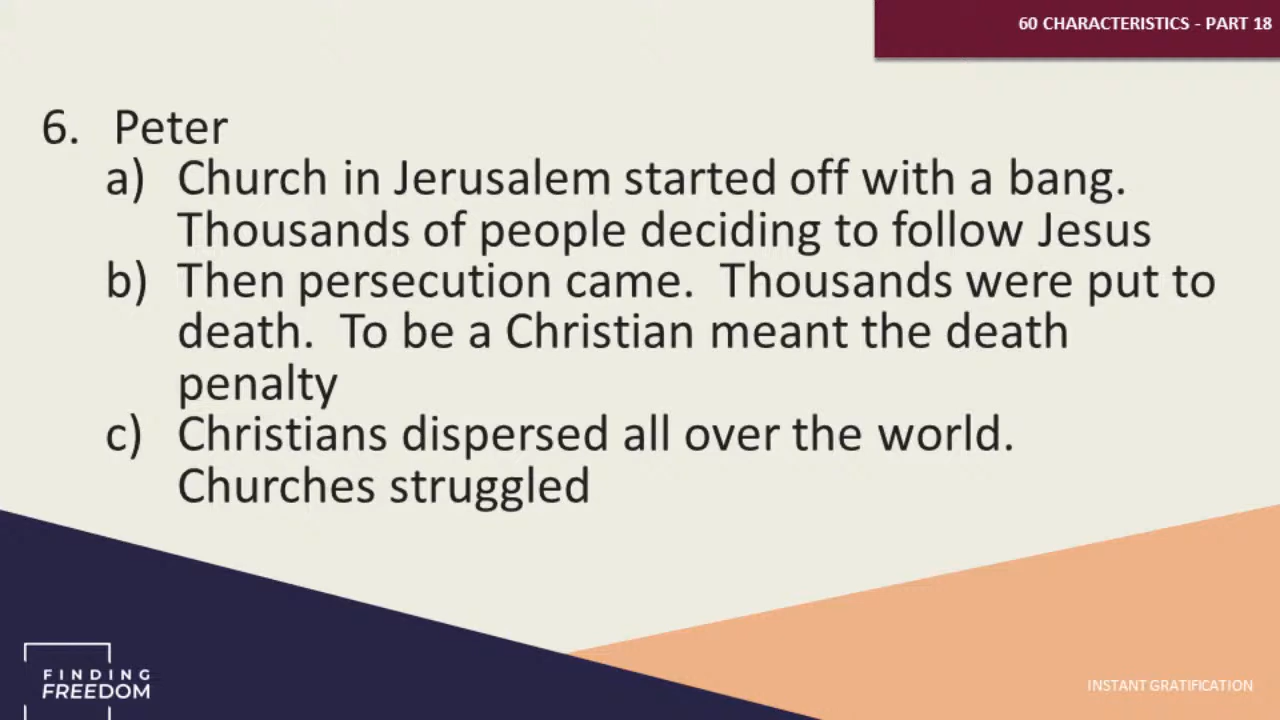 60 CHARACTERISTICS - PART 18
6. Peter
a) Church in Jerusalem started off with a bang.
Thousands of people deciding to follow Jesus
b) Then persecution came.  Thousands were put to
death.  To be a Christian meant the death
penalty
c) Christians dispersed all over the world.
Churches struggled
FINDING
FREEDOM
INSTANT GRATIFICATION